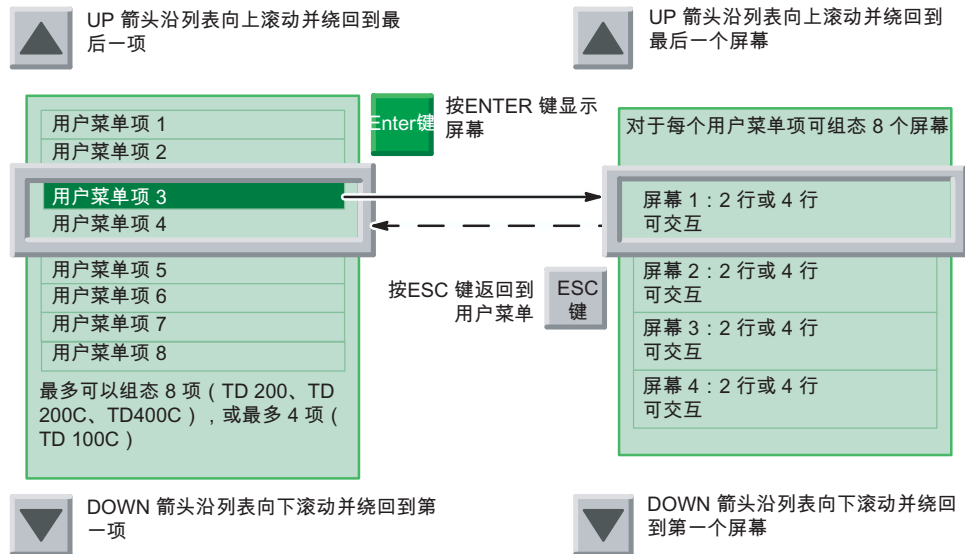 UP 箭头沿列表向上滚动并绕回到最
后一项
UP 箭头沿列表向上滚动并绕回到
最后一个屏幕
用户菜单项 1
用户菜单项 2
用户菜单项 3
用户菜单项 4
用户菜单项 5
用户菜单项 6
用户菜单项 7
用户菜单项 8
最多可以组态 8 项（TD 200、TD
200C、TD400C），或最多 4 项（
TD 100C）
Enter键
按ENTER 键显示
屏幕
按ESC 键返回到
用户菜单
ESC
键
对于每个用户菜单项可组态 8 个屏幕
屏幕 1：2 行或 4 行
可交互
屏幕 2：2 行或 4 行
可交互
屏幕 3：2 行或 4 行
可交互
屏幕 4：2 行或 4 行
可交互
DOWN 箭头沿列表向下滚动并绕回到第
一项
DOWN 箭头沿列表向下滚动并绕回
到第一个屏幕